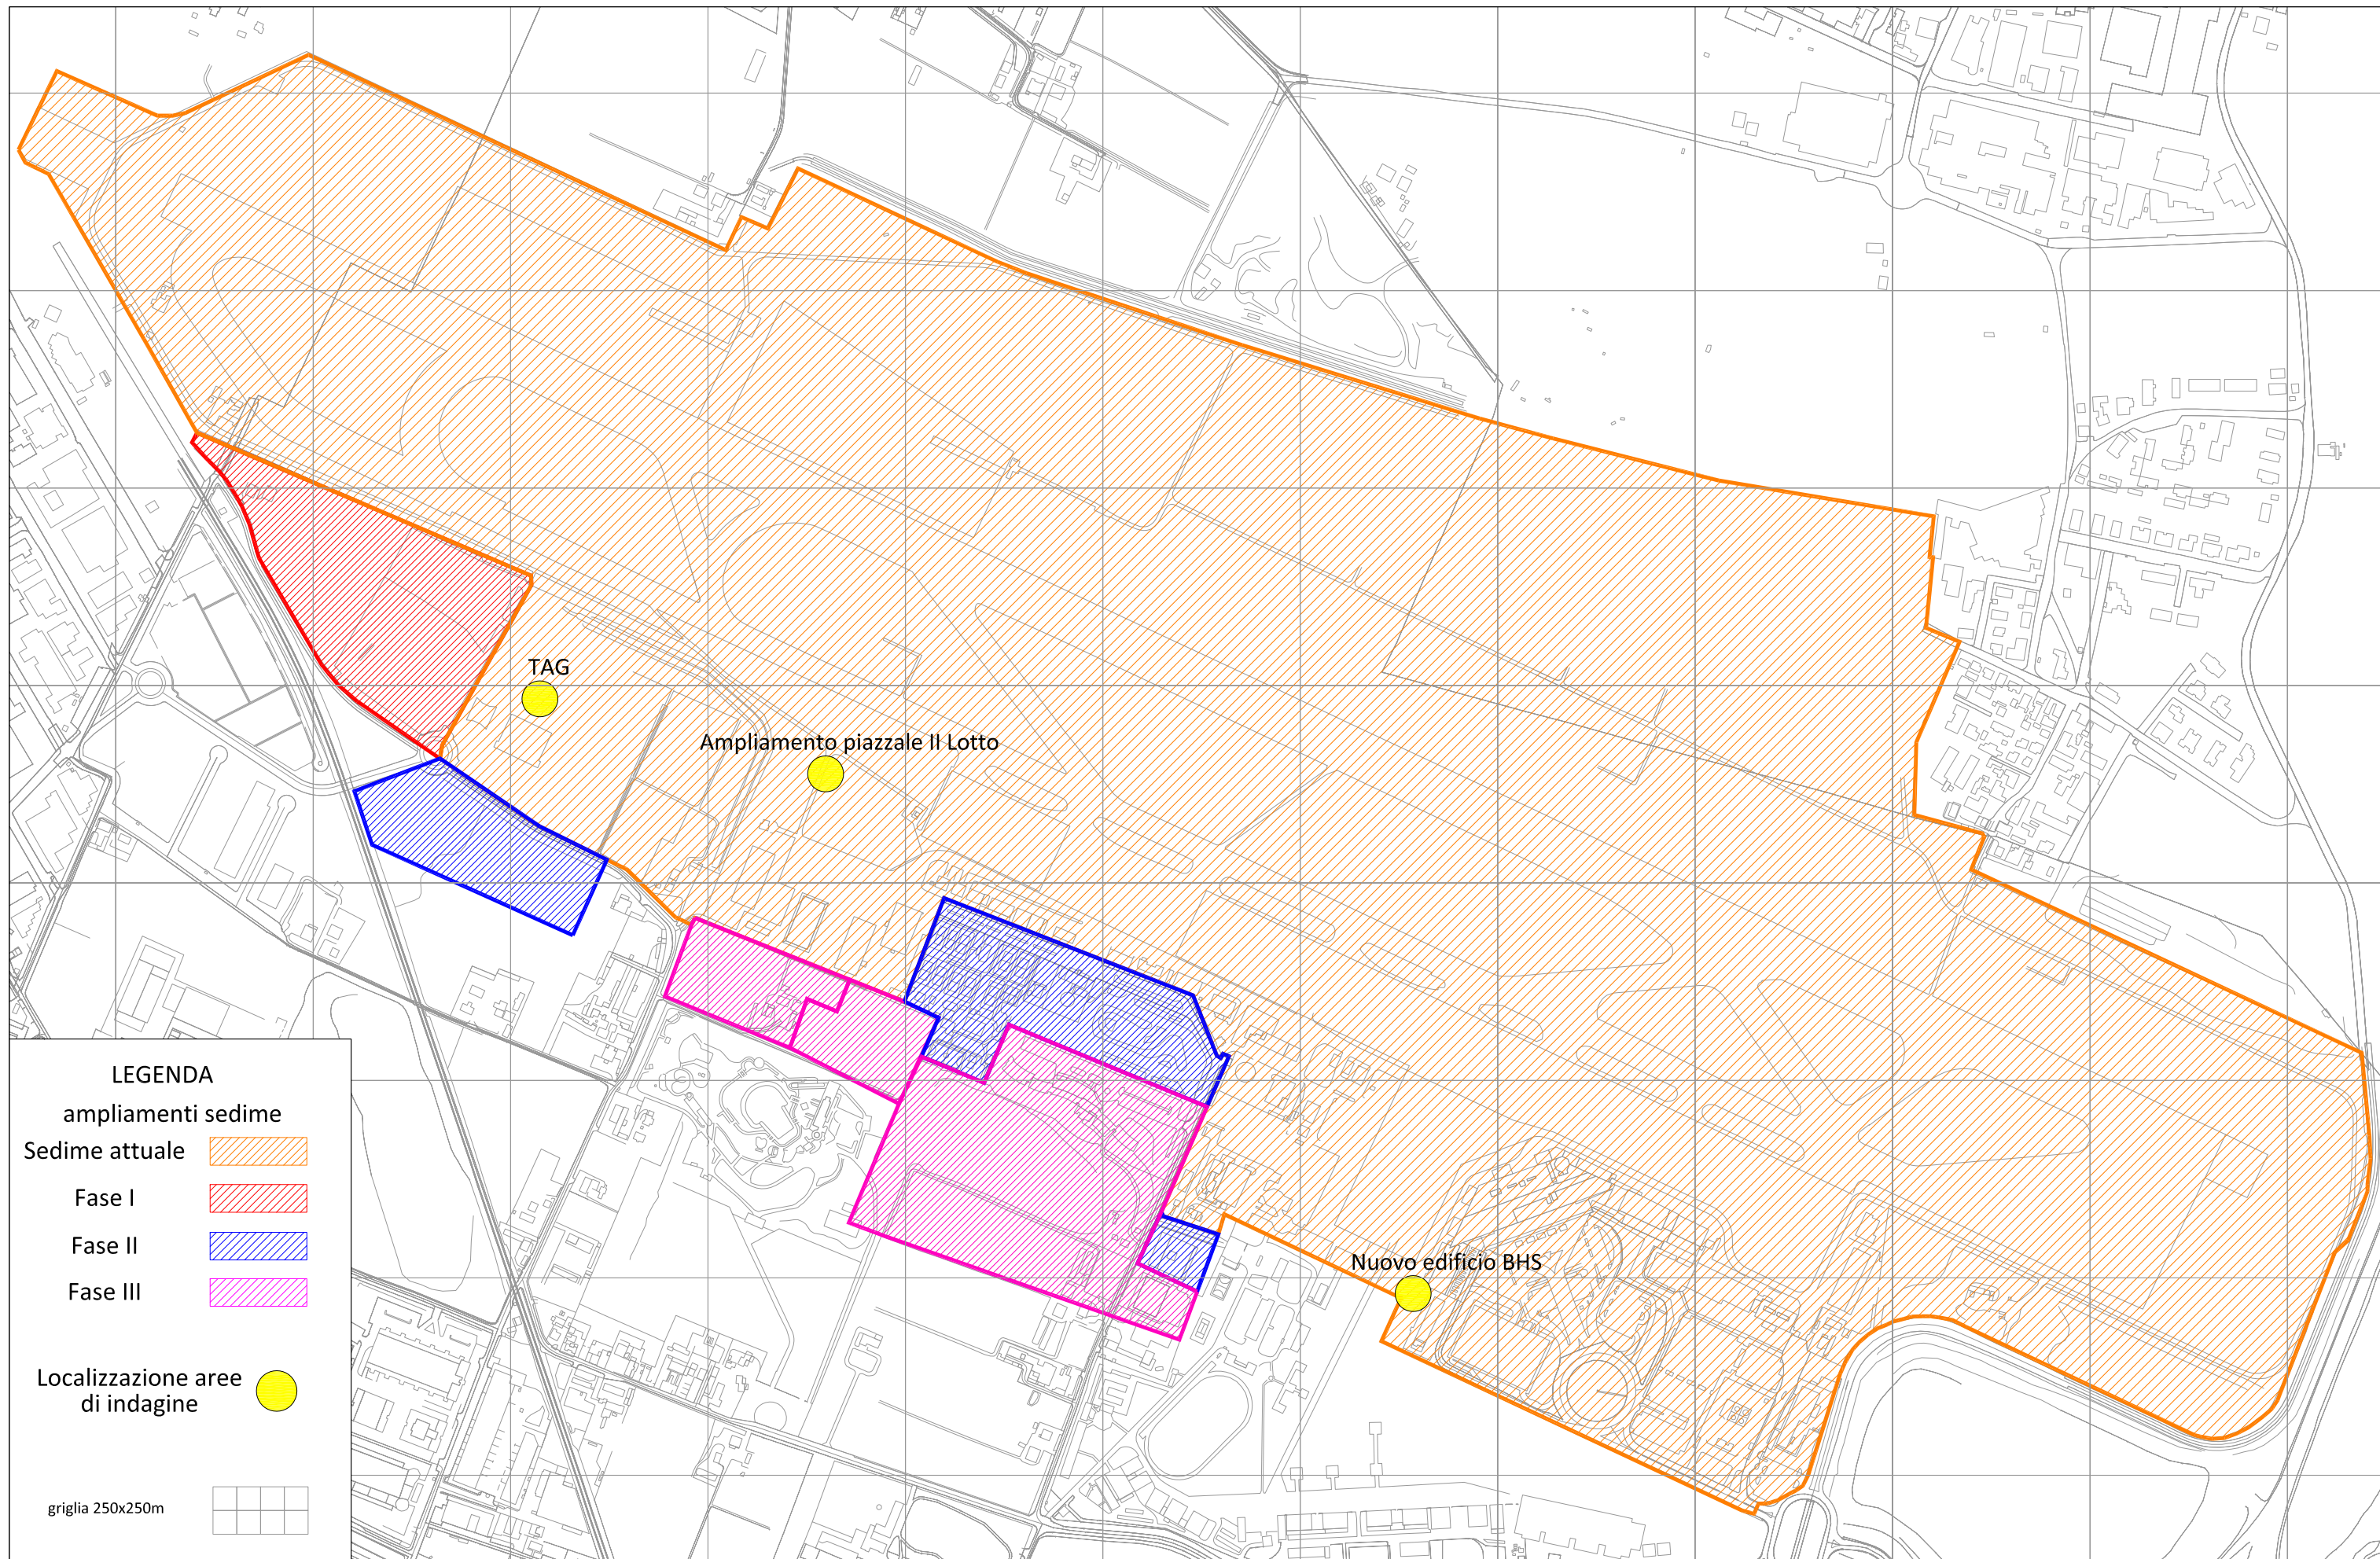 TAG
Ampliamento piazzale II Lotto
Nuovo edificio BHS
LEGENDA
ampliamenti sedime
Sedime attuale
Fase I
Fase II
Fase III
Localizzazione aree
di indagine
griglia 250x250m